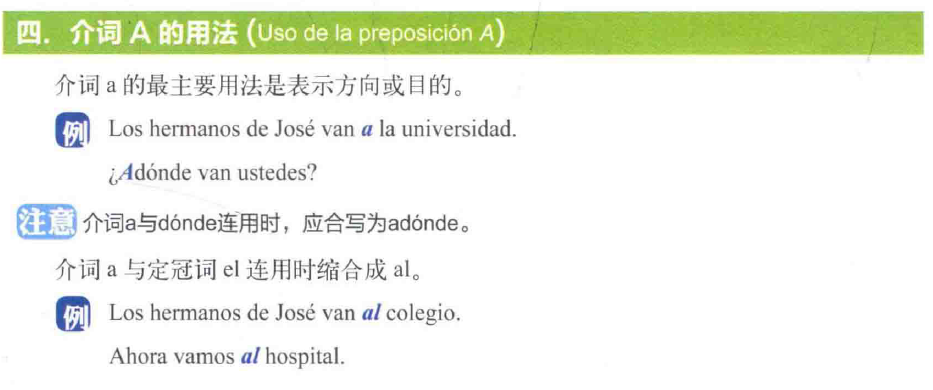 四. 介词 A 的用法 (Uso de la preposición A)
介词 a 的最主要用法是表示方向或目的。
例 Los hermanos de José van a la universidad.
¿Adónde van ustedes?
注意 介词a与dónde连用时，应合写为adónde。
介词 a 与定冠词 el 连用时缩合成 al。
例 Los hermanos de José van al colegio.
Ahora vamos al hospital.